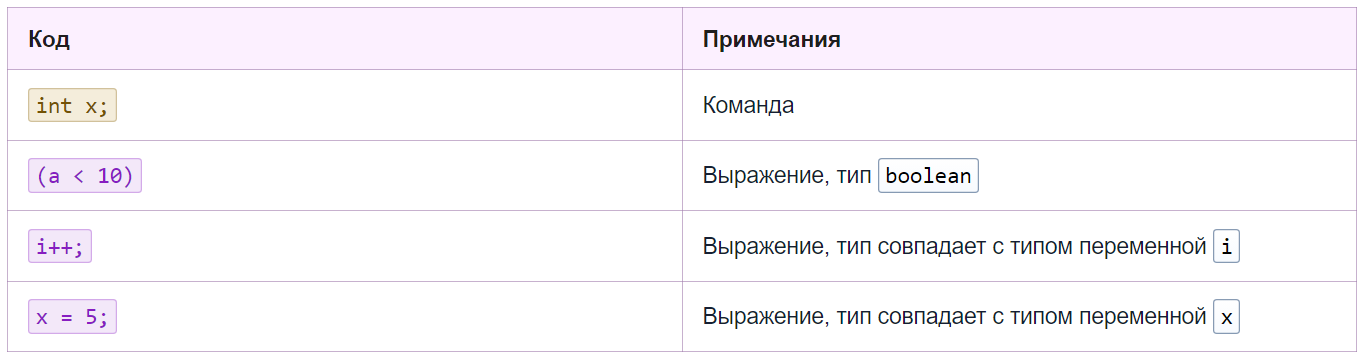 Код Примечания
int x; Команда
(a < 10) Выражение, тип boolean
i++; Выражение, тип совпадает с типом переменной i
x = 5; Выражение, тип совпадает с типом переменной x